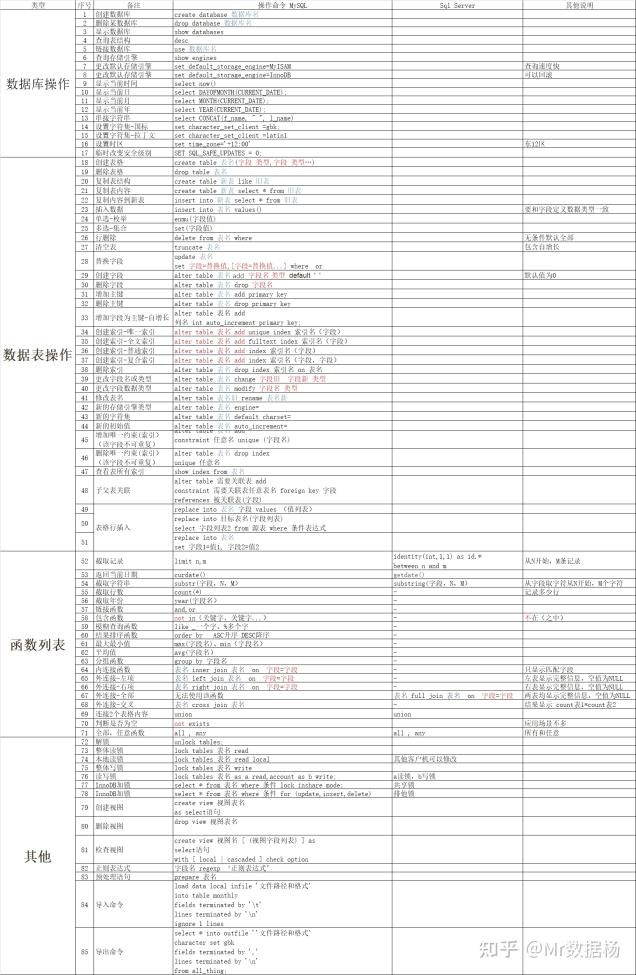 类型 序号 备注 操作命令 MySQL Sql Server 其他说明
数据库操作
1 创建数据库 create database 数据库名
2 删除某数据库 drop database 数据库名
3 显示数据库 show databases
4 查询表结构 desc
5 链接数据库 use 数据库名
6 查询存储引擎 show engines
7 更改默认存储引擎 set default_storage_engine=MyISAM 查询速度快
8 更改默认存储引擎 set default_storage_engine=InnoDB 可以回滚
9 显示当前时间 select now()
10 显示当前日 select DAYOFMONTH(CURRENT_DATE);
11 显示当前月 select MONTH(CURRENT_DATE);
12 显示当前年 select YEAR(CURRENT_DATE);
13 串接字符串 select CONCAT(f_name, " ", l_name)
14 设置字符集-国标 set character_set_client =gbk;
15 设置字符集-拉丁文 set character_set_client =latin1
16 设置时区 set time_zone='+12:00' 东12区
17 临时改变安全级别 SET SQL_SAFE_UPDATES = 0;
数据表操作
18 创建表格 create table 表名(字段 类型,字段 类型…)
19 删除表格 drop table 表名
20 复制表结构 create table 新表 like 旧表
21 复制表内容 create table 新表 select * from 旧表
22 复制内容到新表 insert into 新表 select * from 旧表
23 插入数据 insert into 表名 values() 要和字段定义数据类型一致
24 单选-枚举 enmu(字段值)
25 多选-集合 set(字段值)
26 行删除 delete from 表名 where 无条件默认全部
27 清空表 truncate 表名 包含自增长
28 替换字段 update 表名
set 字段=替换值,[字段=替换值...] where or
29 创建字段 alter table 表名 add 字段名 类型 default ' ' 默认值为0
30 删除字段 alter table 表名 drop 字段名
31 增加主键 alter table 表名 add primary key
32 删除主键 alter table 表名 drop primary key
33 增加字段为主键-自增长 alter table 表名 add
列名 int auto_increment primary key;
34 创建索引-唯一索引 alter table 表名 add unique index 索引名（字段）
35 创建索引-全文索引 alter table 表名 add fulltext index 索引名（字段）
36 创建索引-普通索引 alter table 表名 add index 索引名（字段）
37 创建索引-复合索引 alter table 表名 add index 索引名（字段，字段）
38 删除索引 alter table 表名 drop index 索引名 on 表名
39 更改字段名或类型 alter table 表名 change 字段旧 字段新 类型
40 更改字段数据类型 alter table 表名 modify 字段名 类型
41 修改表名 alter table 表名旧 rename 表名新
42 新的存储引擎类型 alter table 表名 engine=
43 新的字符集 alter table 表名 default charset=
44 新的初始值 alter table 表名 auto_increment=
45 增加唯一约束(索引)
（该字段不可重复） alter table 表名 add
constraint 任意名 unique (字段名)
46 删除唯一约束(索引)
（该字段不可重复） alter table 表名 drop index
unique 任意名
47 查看表所有索引 show index from 表名
48 子父表关联 alter table 需要关联表 add
constraint 需要关联表任意表名 foreign key 字段
references 被关联表(字段)
49 replace into 表名 字段 values （值列表）
50 表格行插入 replace into 目标表名(字段列表)
select 字段列表2 from 源表 where 条件表达式
51 replace into 表名
set 字段1=值1, 字段2=值2
函数列表
52 截取记录 limit n,m identity(int,1,1) as id.*
between n and m 从N开始，M条记录
53 返回当前日期 curdate() getdate()
54 截取字符串 substr(字段, N, M) substring(字段, N, M) 从字段取字符从N开始，M个字符
55 截取行数 count(*) - 记录多少行
56 截取年份 year(字段名) -
57 链接函数 and,or -
58 包含函数 not in（关键字，关键字...） - 不在（之中）
59 模糊查询函数 like _一个字，%多个字 -
60 结果排序函数 order by ASC升序 DESC降序 -
61 最大最小值 max(字段名)、min（字段名） -
62 平均值 avg(字段名) -
63 分组函数 group by 字段名 -
64 内连接函数 表名 inner join 表名 on 字段=字段 - 只显示匹配字段
65 外连接-左项 表名 left join 表名 on 字段=字段 - 左表显示完整信息，空值为NULL
66 外连接-右项 表名 right join 表名 on 字段=字段 - 右表显示完整信息，空值为NULL
67 外连接-全部 无法使用该函数 表名 full join 表名 on 字段=字段 两表均显示完整信息，空值为NULL
68 外连接-交叉 表名 cross join 表名 - 结果显示 count表1*count表2
69 连接2个表格内容 union union
70 判断是否为空 not exists 应用场景不多
71 全部、任意函数 all , any all , any 所有和任意
其他
72 解锁 unlock tables;
73 整体读锁 lock tables 表名 read
74 本地读锁 lock tables 表名 read local 其他客户机可以修改
75 整体写锁 lock tables 表名 write
76 读写锁 lock tables 表名 as a read,account as b write; a读锁，b写锁
77 InnoDB加锁 select * from 表名 where 条件 lock inshare mode; 共享锁
78 InnoDB加锁 select * from 表名 where 条件 for (update,insert,delete) 排他锁
79 创建视图 create view 视图表名
as select语句
80 删除视图 drop view 视图表名
81 检查视图 create view 视图名 [（视图字段列表）] as
select语句
with [ local | cascaded ] check option
82 正则表达式 字段名 regexp '正则表达式'
83 预处理语句 prepare 表名
84 导入命令 load data local infile '文件路径和格式'
into table monthly
fields terminated by '\t'
lines terminated by '\n'
ignore 1 lines
85 导出命令 select * into outfile ''文件路径和格式'
character set gbk
fields terminated by ','
lines terminated by '\n'
from all_thing;
知乎 @Mr数据杨